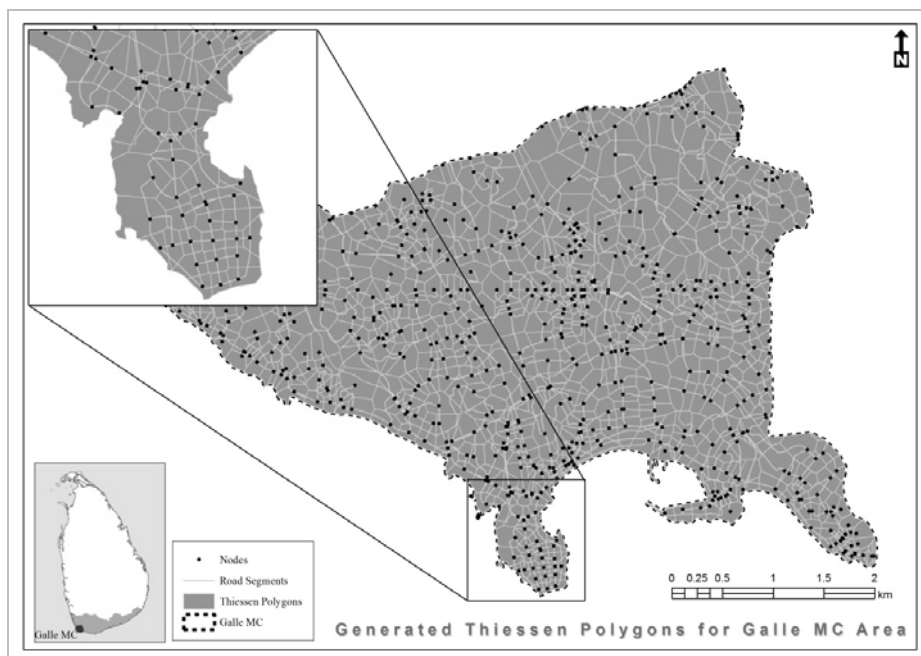 N
Nodes
Road Segments
Thiessen Polygons
Galle MC
Galle MC
0 0.25 0.5 1 1.5 2
km
Generated Thiessen Polygons for Galle MC Area